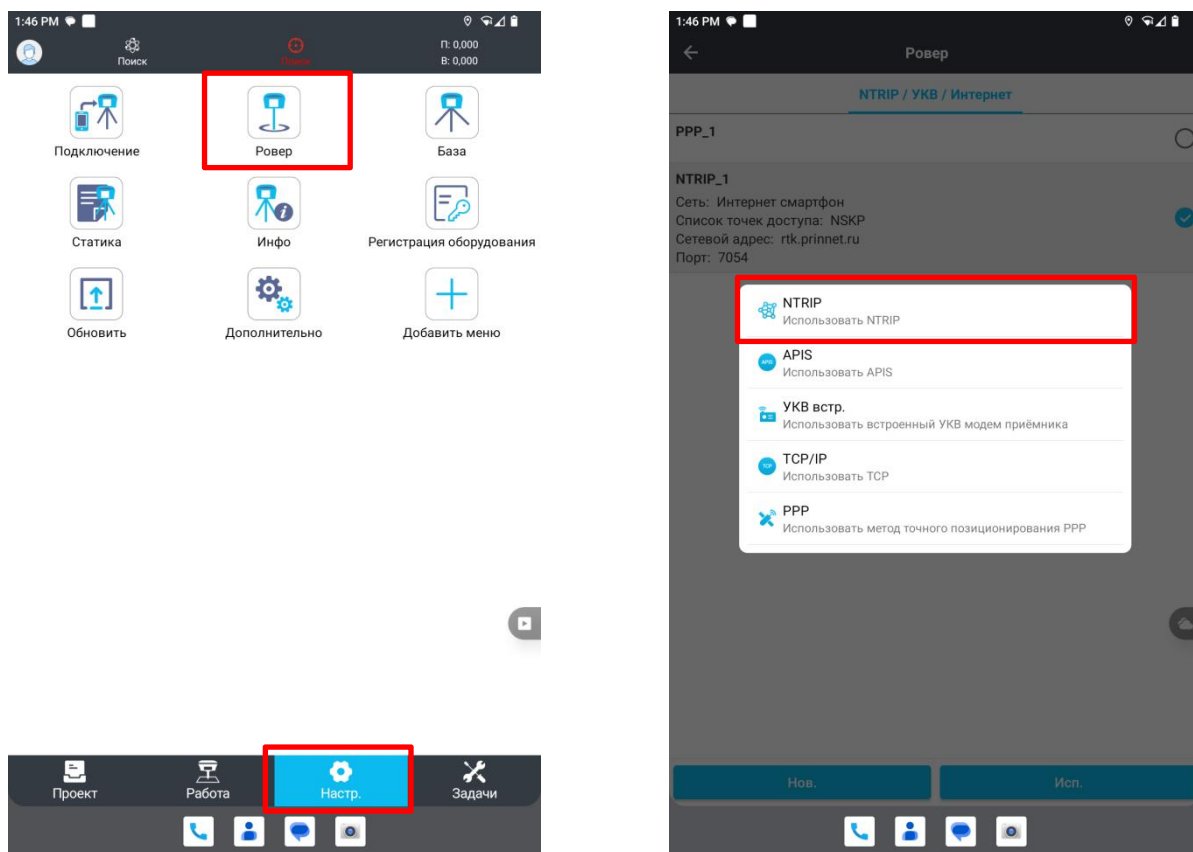 1:46 PM
Поиск
Поиск
П: 0,000
В: 0,000
Подключение
Ровер
База
Статика
Инфо
Регистрация оборудования
Обновить
Дополнительно
Добавить меню
Проект
Работа
Настр.
Задачи
1:46 PM
Ровер
NTRIP / УКВ / Интернет
PPP_1
NTRIP_1
Сеть: Интернет смартфон
Список точек доступа: NSKP
Сетевой адрес: rtk.prinnet.ru
Порт: 7054
NTRIP
Использовать NTRIP
APIS
APIS
Использовать APIS
УКВ встр.
Использовать встроенный УКВ модем приёмника
TCP/IP
TCP
Использовать TCP
PPP
Использовать метод точного позиционирования PPP
Нов.
Исп.